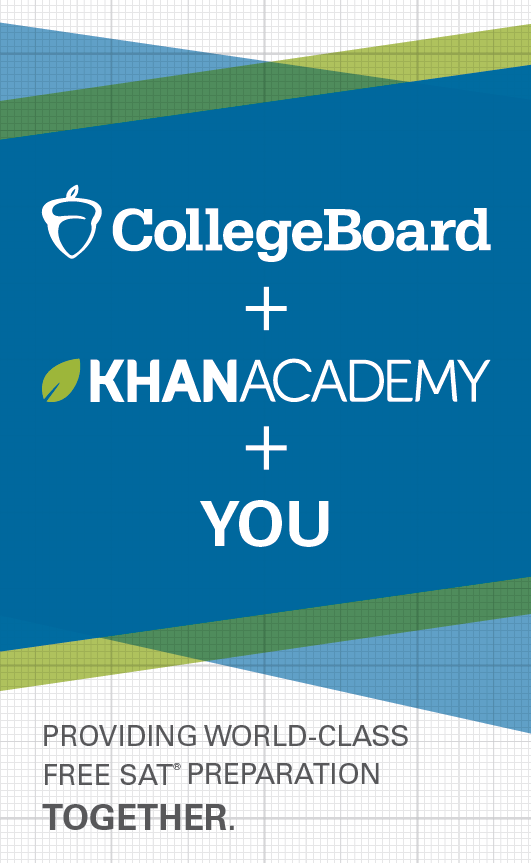 CollegeBoard
+
KHANACADEMY
+
YOU
PROVIDING WORLD-CLASS
FREE SAT® PREPARATION
TOGETHER.